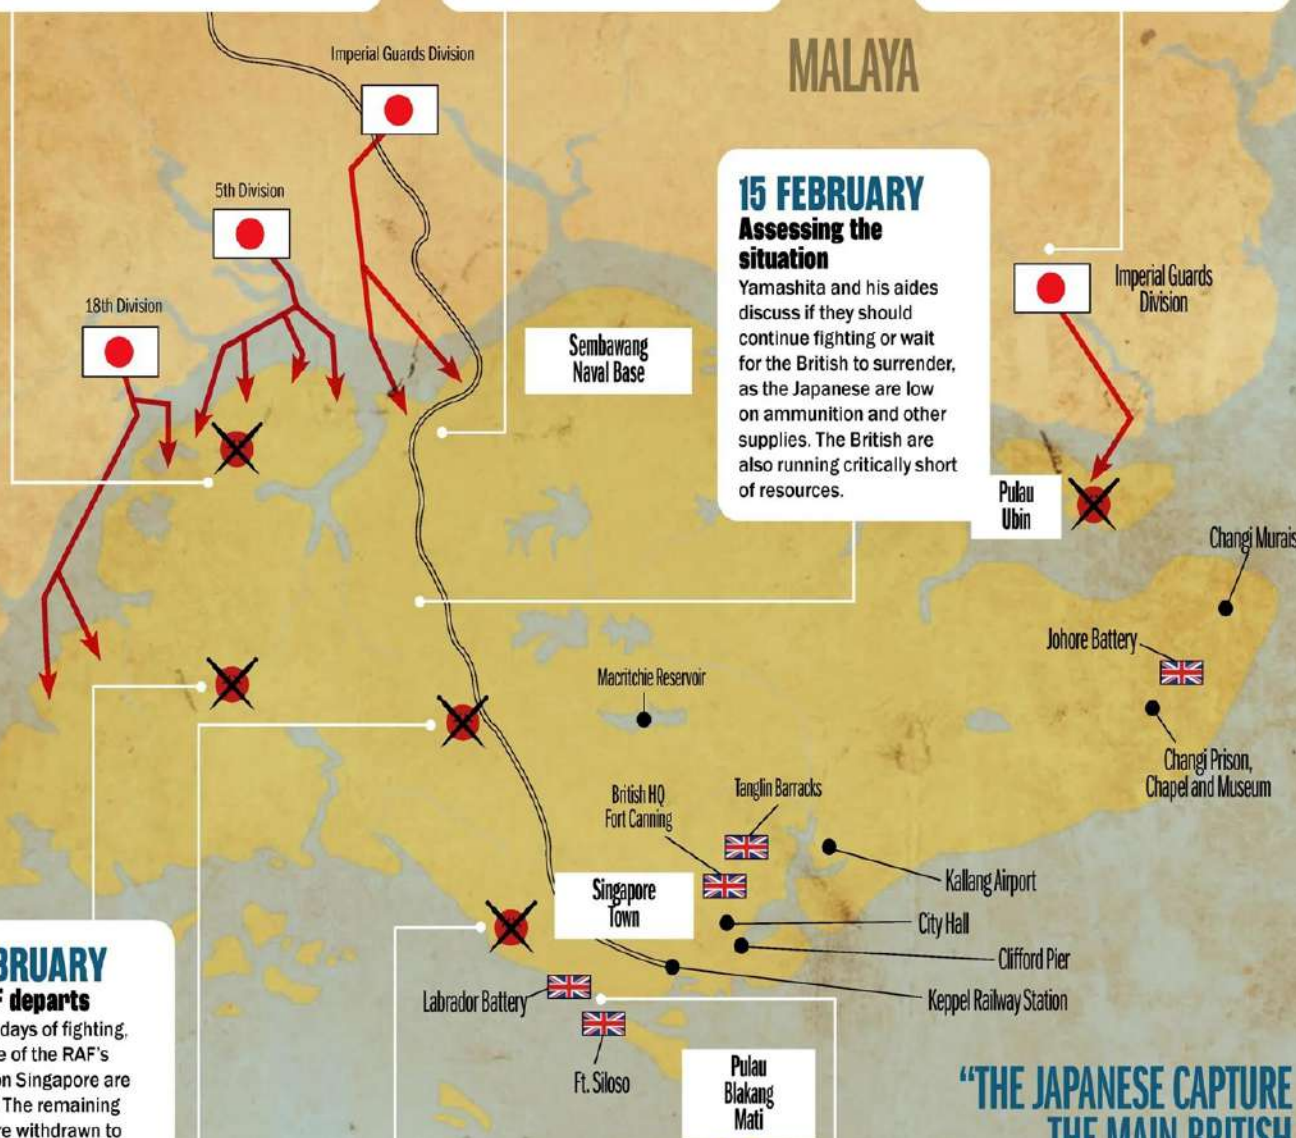 MALAYA
Imperial Guards Division
5th Division
18th Division
15 FEBRUARY
Assessing the
situation
Yamashita and his aides
discuss if they should
continue fighting or wait
for the British to surrender,
as the Japanese are low
on ammunition and other
supplies. The British are
also running critically short
of resources.
Imperial Guards
Division
Sembawang
Naval Base
Pulau
Ubin
Changi Murais
Johore Battery
Changi Prison,
Chapel and Museum
Macritchie Reservoir
Tanglin Barracks
British HQ
Fort Canning
Kallang Airport
Singapore
Town
City Hall
Clifford Pier
Keppel Railway Station
Labrador Battery
Ft. Siloso
Pulau
Blakang
Mati
BRUARY
F departs
days of fighting,
e of the RAF's
on Singapore are
The remaining
re withdrawn to
“THE JAPANESE CAPTURE
THE MAIN BRITISH